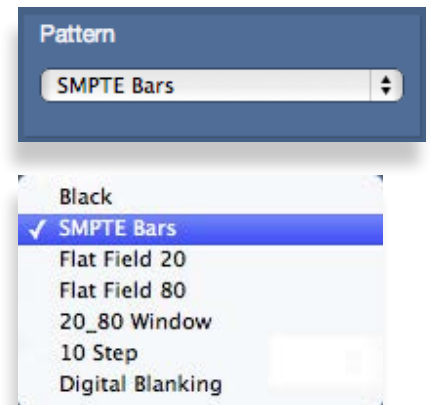 Pattern
SMPTE Bars
Black
✓ SMPTE Bars
Flat Field 20
Flat Field 80
20_80 Window
10 Step
Digital Blanking